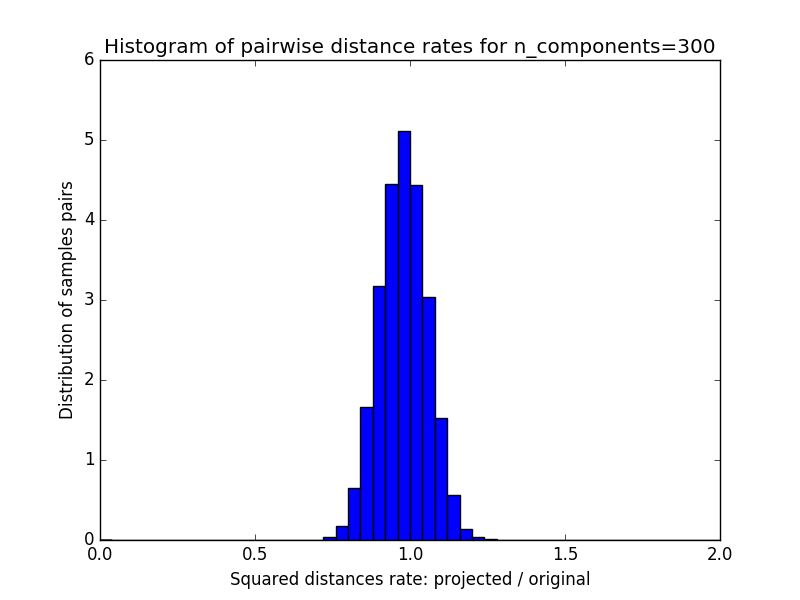 Histogram of pairwise distance rates for n_components=300
6
5
4
3
2
1
0
Distribution of samples pairs
0.0 0.5 1.0 1.5 2.0
Squared distances rate: projected / original